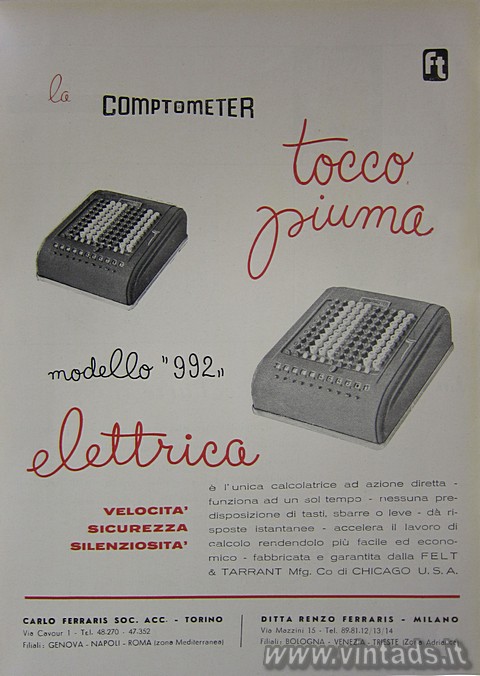 ft
la COMPTOMETER
tocco
piuma
modello "992"
elettrica
VELOCITA'
SICUREZZA
SILENZIOSITA'
è l'unica calcolatrice ad azione diretta -
funziona ad un sol tempo - nessuna pre-
disposizione di tasti, sbarre o leve - dà ri-
sposte istantanee - accelera il lavoro di
calcolo rendendolo più facile ed econo-
mico - fabbricata e garantita dalla FELT
& TARRANT Mfg. Co di CHICAGO U.S.A.
CARLO FERRARIS SOC. ACC. - TORINO
Via Cavour 1 - Tel. 48.270 - 47.352
Filiali: GENOVA - NAPOLI - ROMA (zona Mediterranea)
DITTA RENZO FERRARIS - MILANO
Via Mazzini 15 - Tel. 89.81.12/13/14
Filiali: BOLOGNA - VENEZIA - TRIESTE (Zona Adriatica)
www.vintads.it